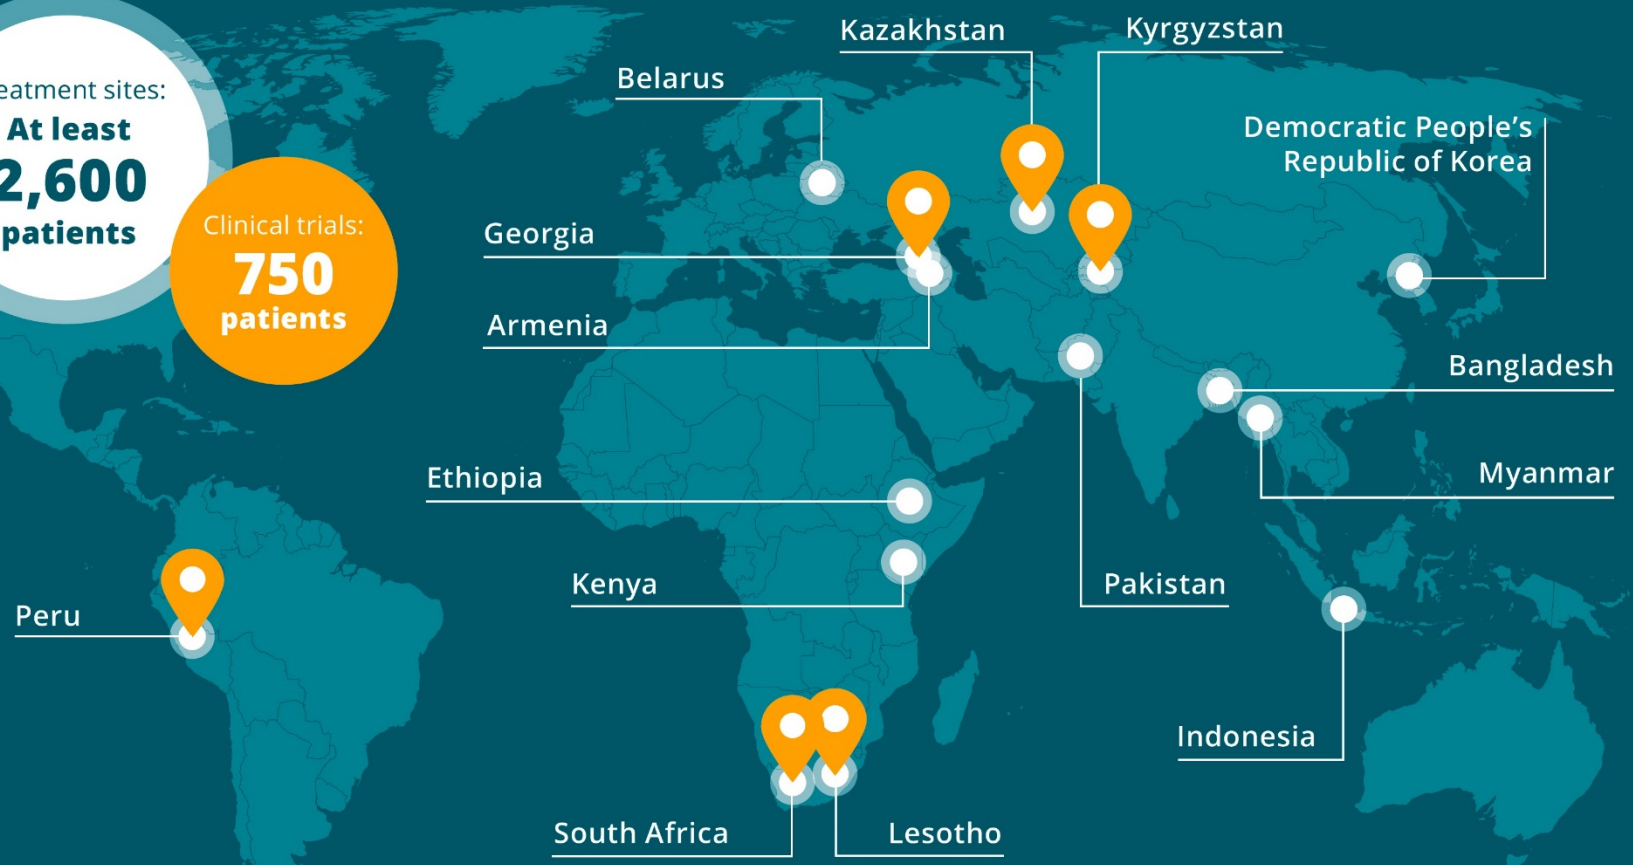 eatment sites:
At least
2,600
patients
Clinical trials:
750
patients
Kazakhstan
Kyrgyzstan
Belarus
Democratic People’s
Republic of Korea
Georgia
Armenia
Bangladesh
Ethiopia
Myanmar
Kenya
Pakistan
Peru
Indonesia
South Africa
Lesotho